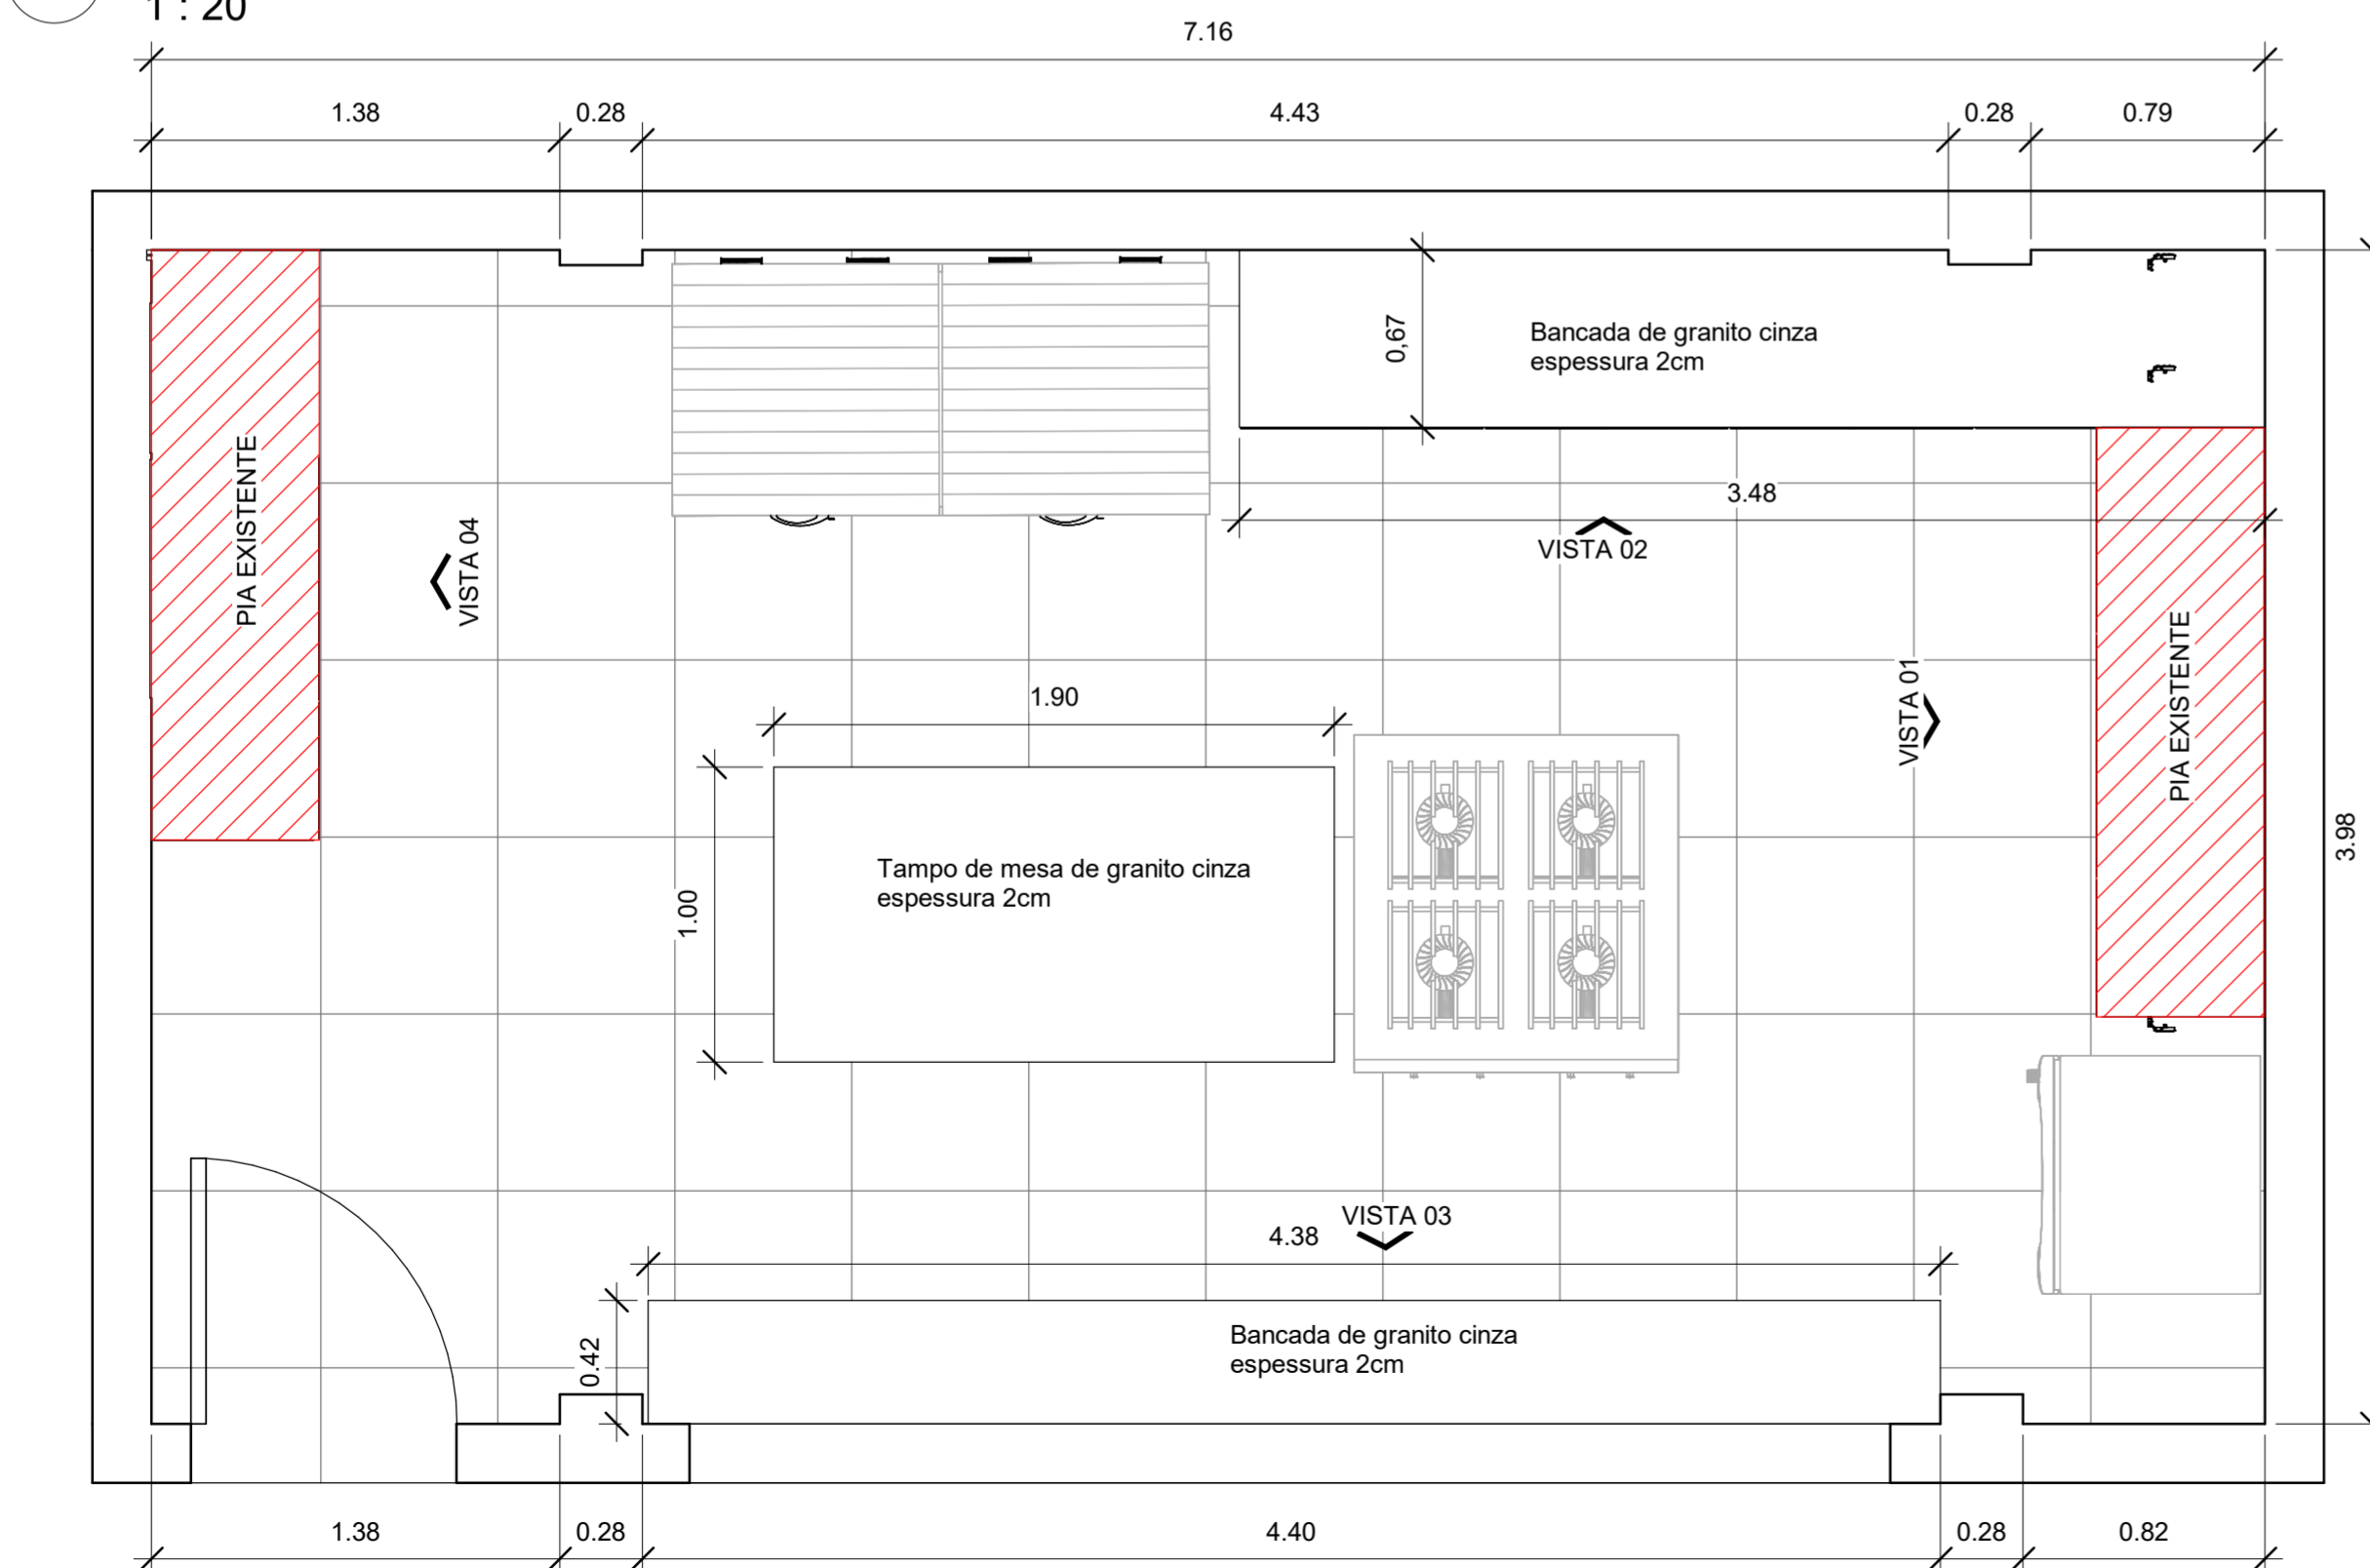 1 : 20
7.16
1.38
0.28
4.43
0.28
0.79
0,67
Bancada de granito cinza
espessura 2cm
PIA EXISTENTE
VISTA 04
3.48
VISTA 02
VISTA 01
PIA EXISTENTE
1.90
1.00
Tampo de mesa de granito cinza
espessura 2cm
3.98
VISTA 03
4.38
0.42
Bancada de granito cinza
espessura 2cm
1.38
0.28
4.40
0.28
0.82